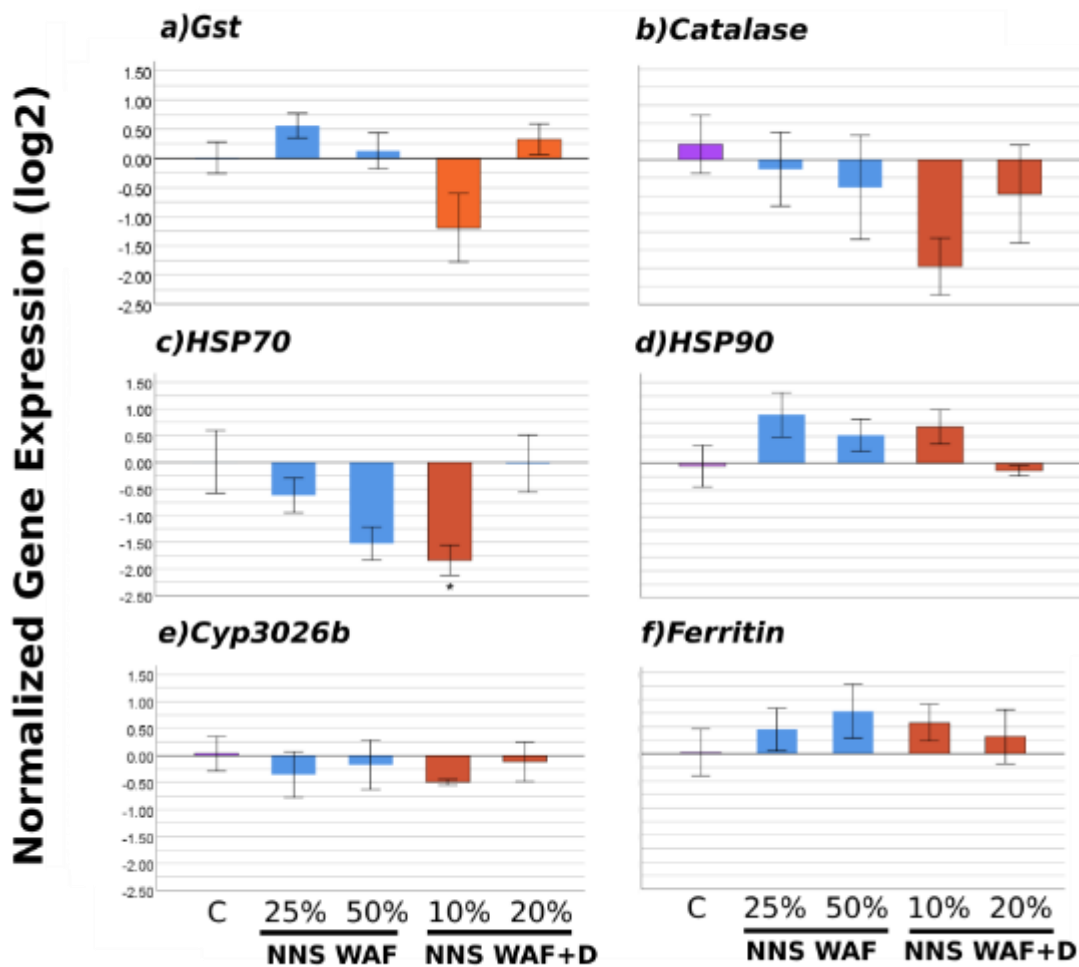 Normalized Gene Expression (log2)
a)Gst
1.50
1.00
0.50
0.00
-0.50
-1.00
-1.50
-2.00
-2.50
b)Catalase
c)HSP70
1.50
1.00
0.50
0.00
-0.50
-1.00
-1.50
-2.00
-2.50
*
d)HSP90
e)Cyp3026b
1.50
1.00
0.50
0.00
-0.50
-1.00
-1.50
-2.00
-2.50
C 25% 50% 10% 20%
NNS WAF NNS WAF+D
f)Ferritin
C 25% 50% 10% 20%
NNS WAF NNS WAF+D